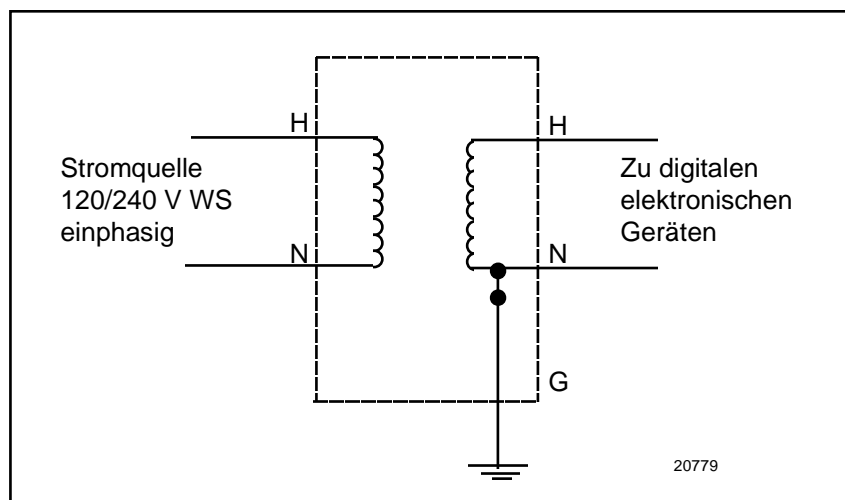 H
H
Stromquelle
120/240 V WS
einphasig
Zu digitalen
elektronischen
Geräten
N
N
G
20779